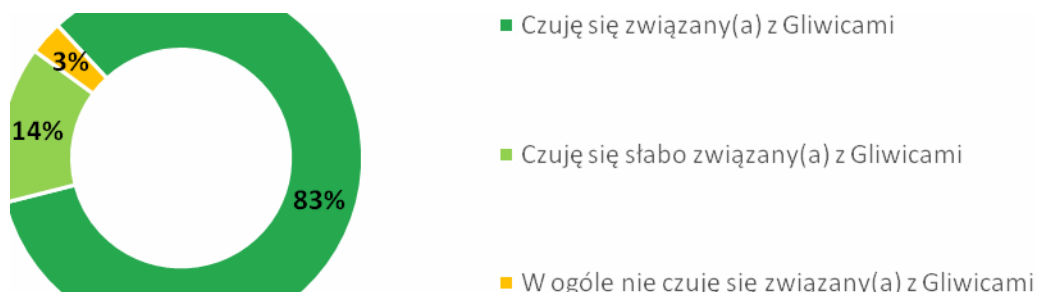 3%
14%
83%
Czuję się związany(a) z Gliwicami
Czuję się słabo związany(a) z Gliwicami
W ogóle nie czuję się związany(a) z Gliwicami